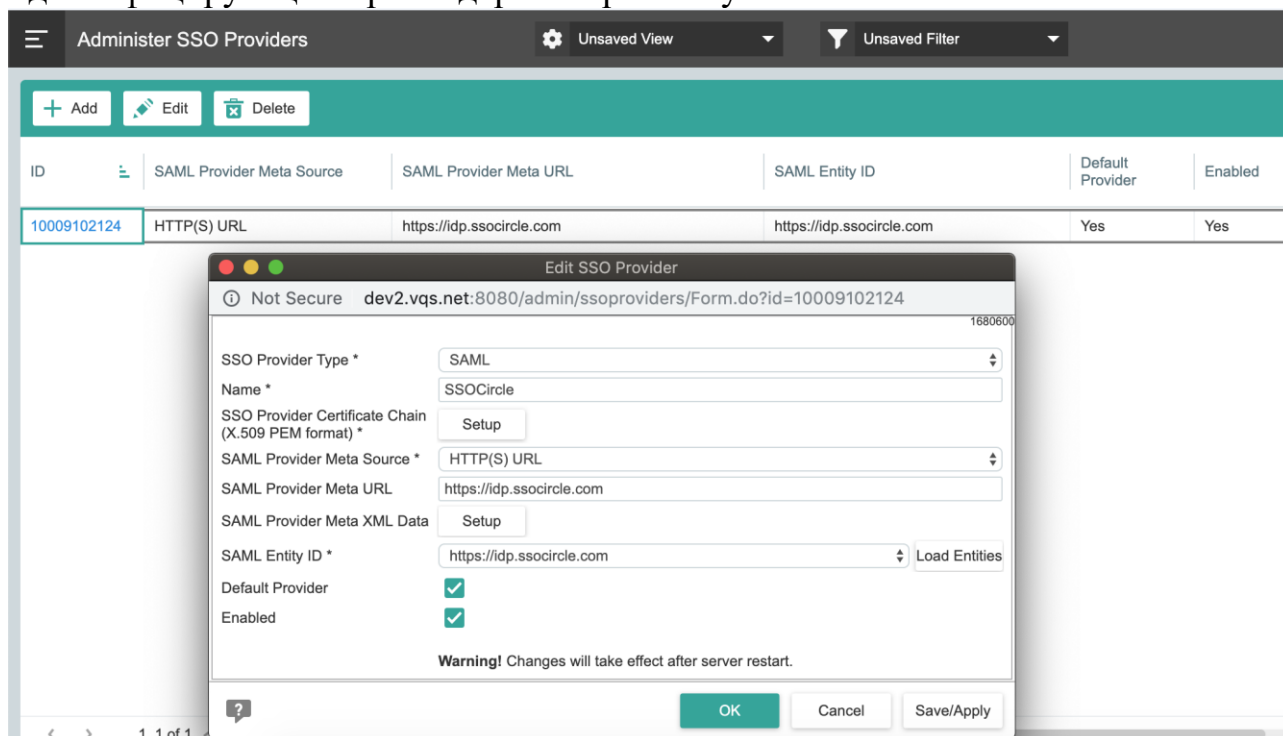 Administer SSO Providers Unsaved View Unsaved Filter
Add Edit Delete
ID SAML Provider Meta Source SAML Provider Meta URL SAML Entity ID Default Provider Enabled
10009102124 HTTP(S) URL https://idp.ssocircle.com https://idp.ssocircle.com Yes Yes
Edit SSO Provider
Not Secure dev2.vqs.net:8080/admin/ssoproviders/Form.do?id=10009102124
1680600
SSO Provider Type * SAML
Name * SSOCircle
SSO Provider Certificate Chain
(X.509 PEM format) * Setup
SAML Provider Meta Source * HTTP(S) URL
SAML Provider Meta URL https://idp.ssocircle.com
SAML Provider Meta XML Data Setup
SAML Entity ID * https://idp.ssocircle.com Load Entities
Default Provider
Enabled
Warning! Changes will take effect after server restart.
? OK Cancel Save/Apply
1 of 1